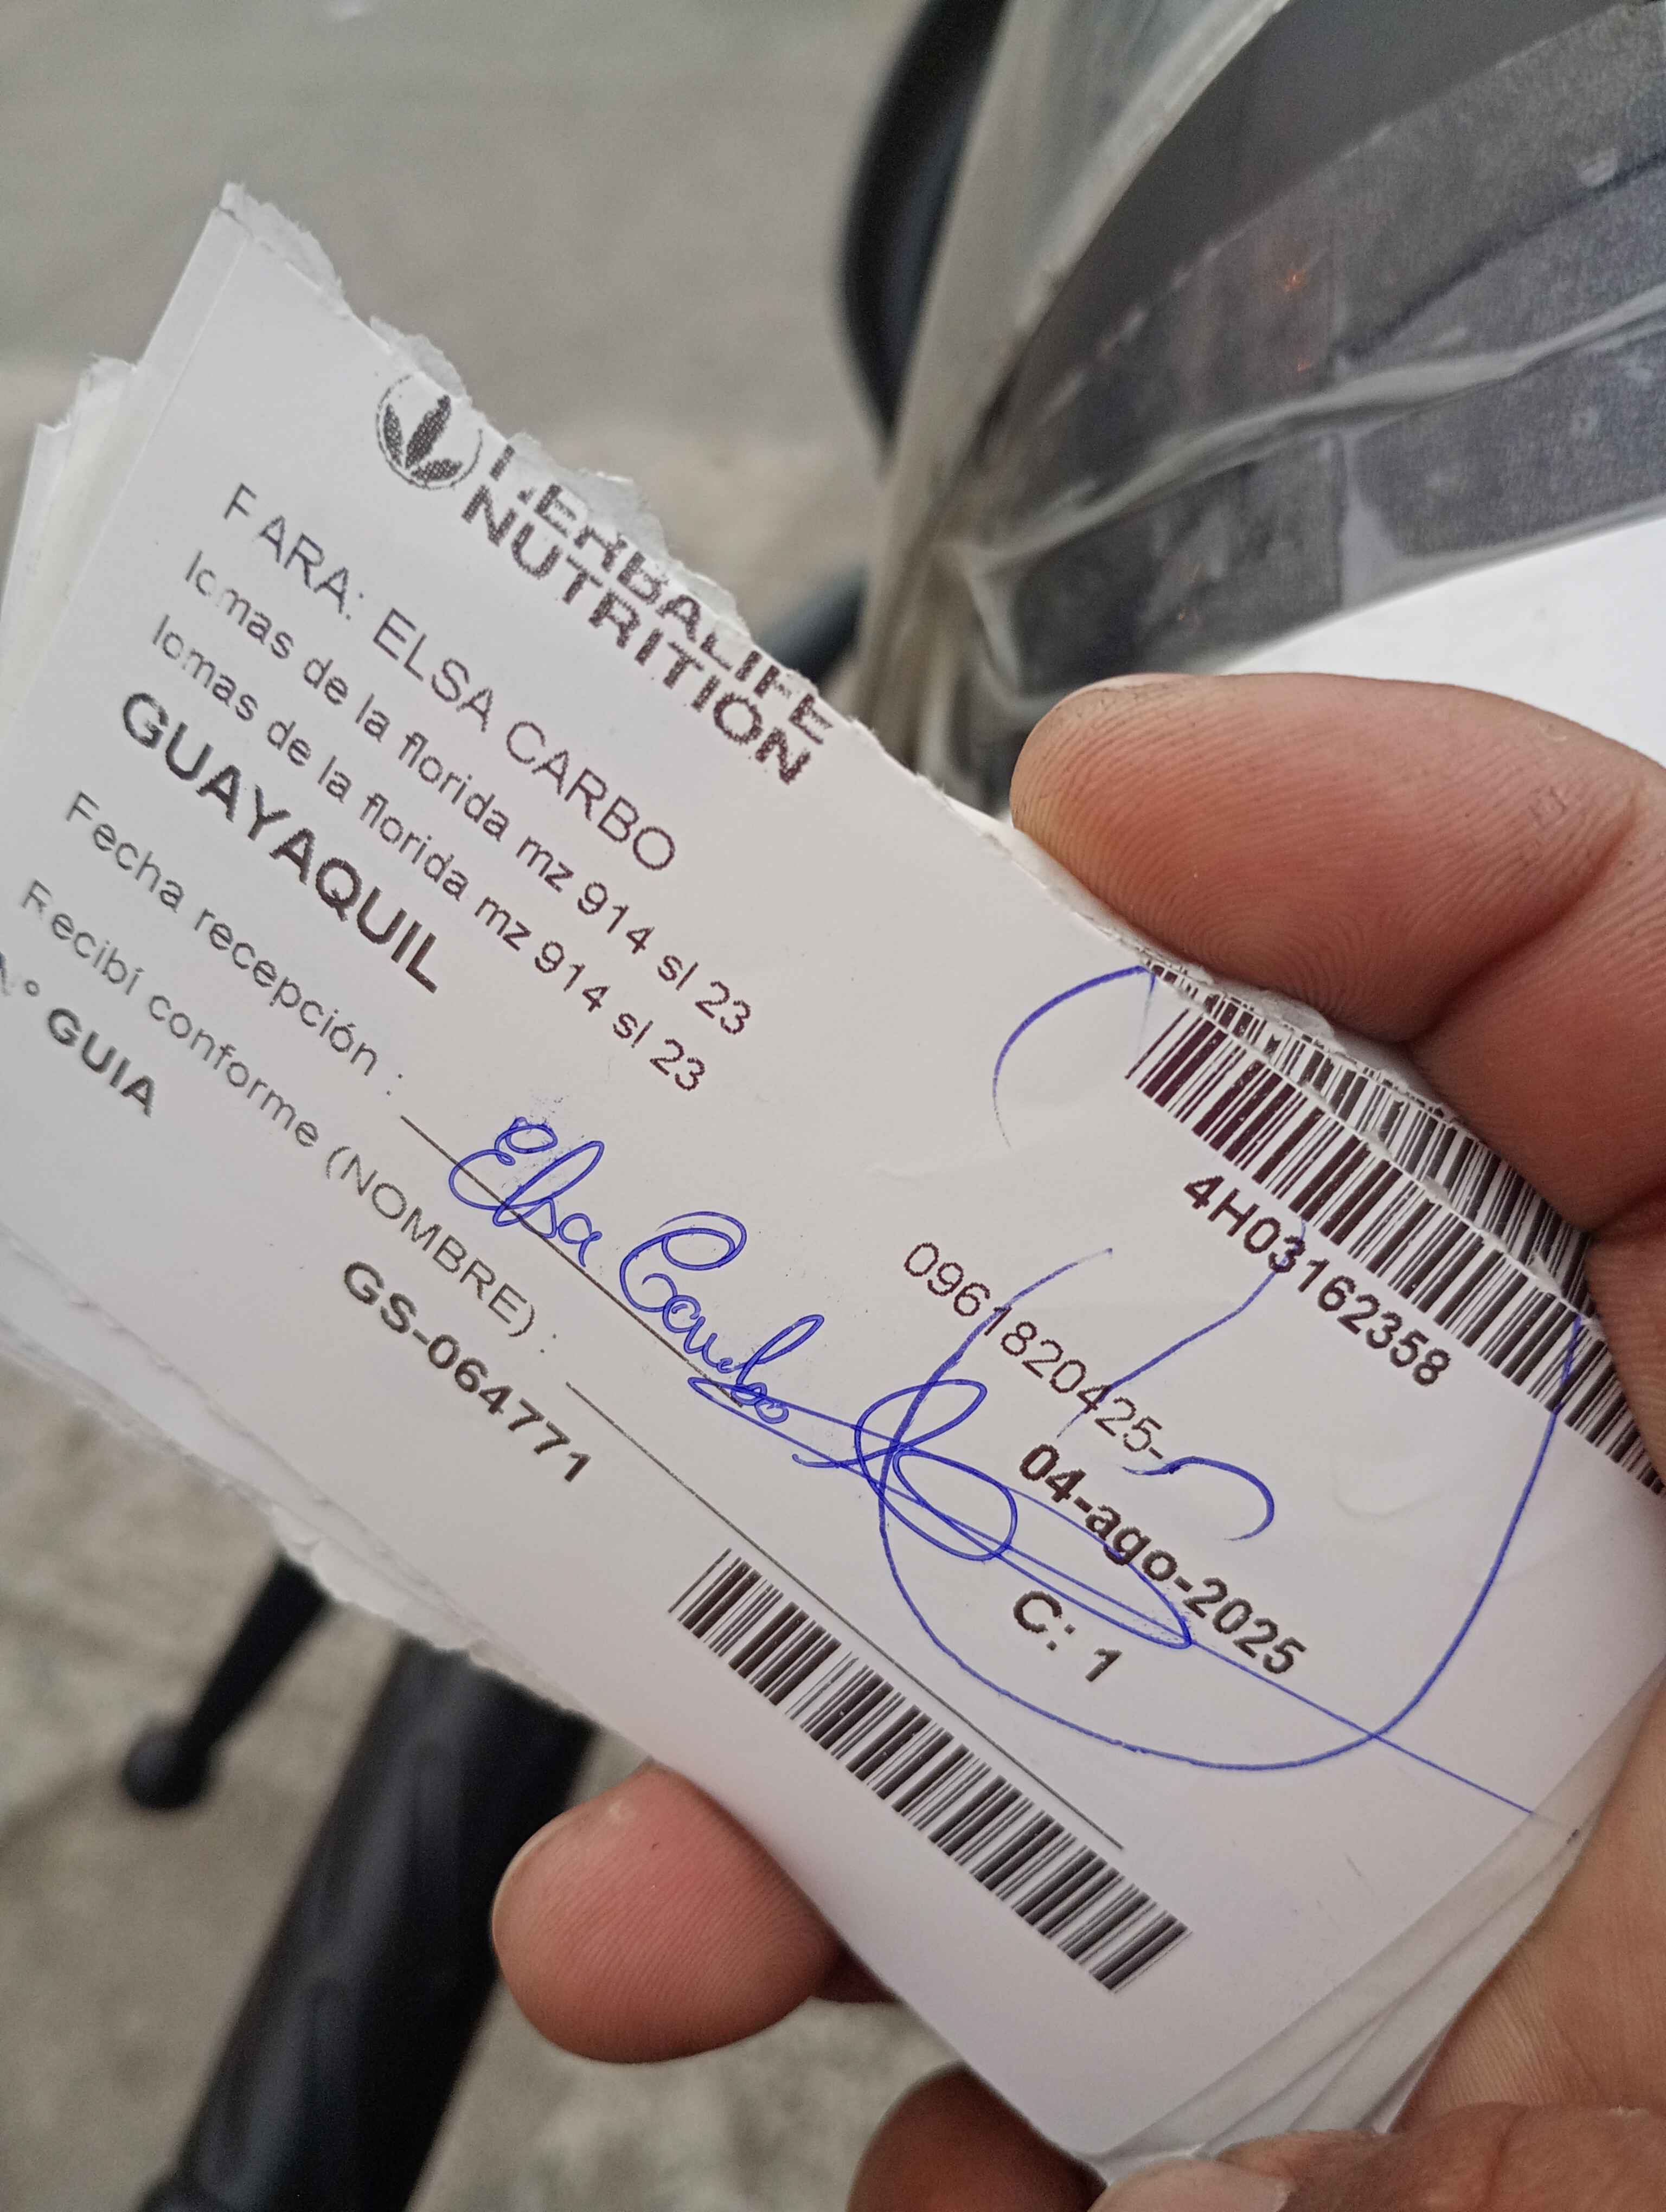 HERBALIFE
NUTRITION
PARA: ELSA CARBO
lomas de la florida mz 914 sl 23
lomas de la florida mz 914 sl 23
GUAYAQUIL
4H03162358
0961820425-
04-ago-2025
C: 1
Fecha recepción :
Elsa Carbo
Recibí conforme (NOMBRE) :
N° GUIA
GS-064771